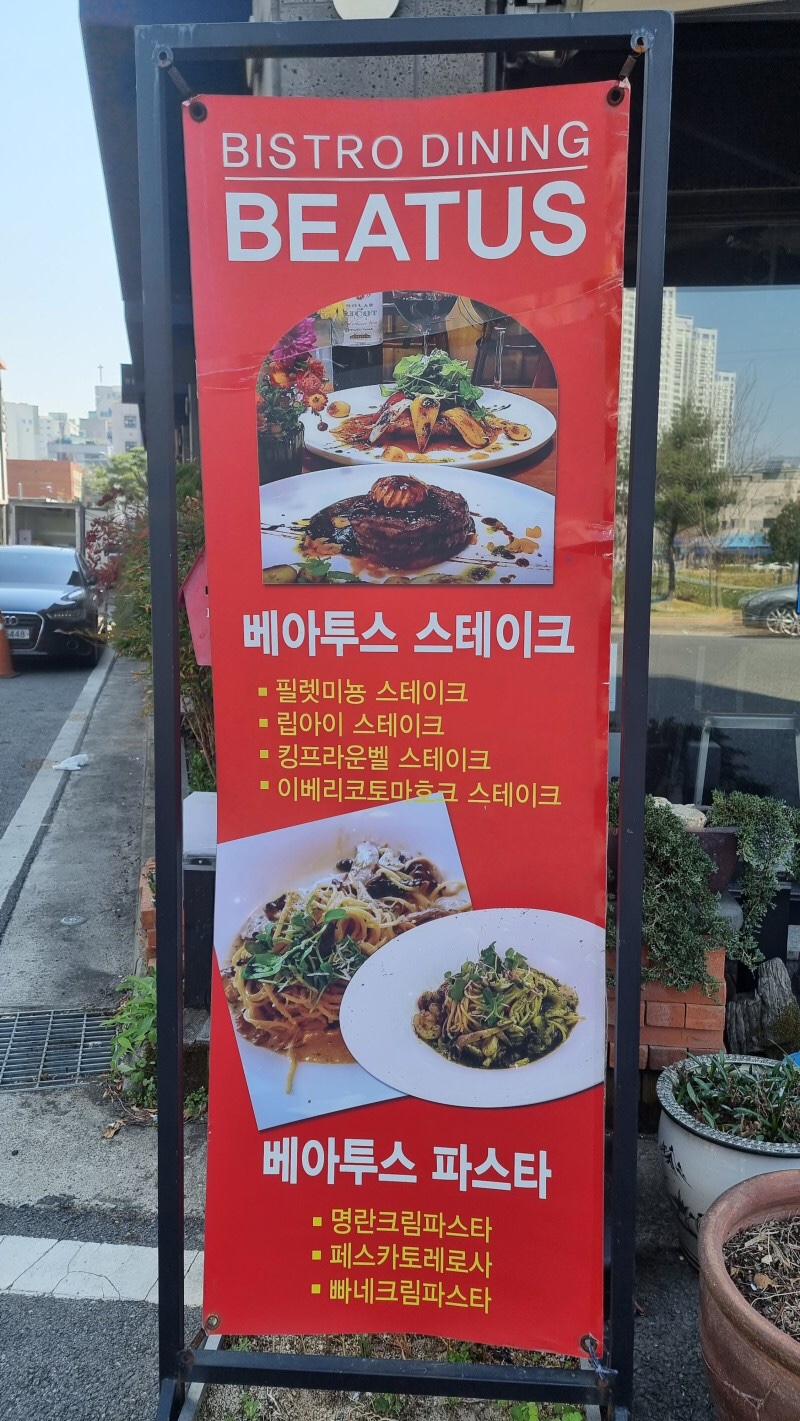 BISTRO DINING
BEATUS
베아투스 스테이크
필렛미뇽 스테이크
립아이 스테이크
킹프라운벨 스테이크
이베리코토마호크 스테이크
베아투스 파스타
명란크림파스타
페스카토레로사
빠네크림파스타